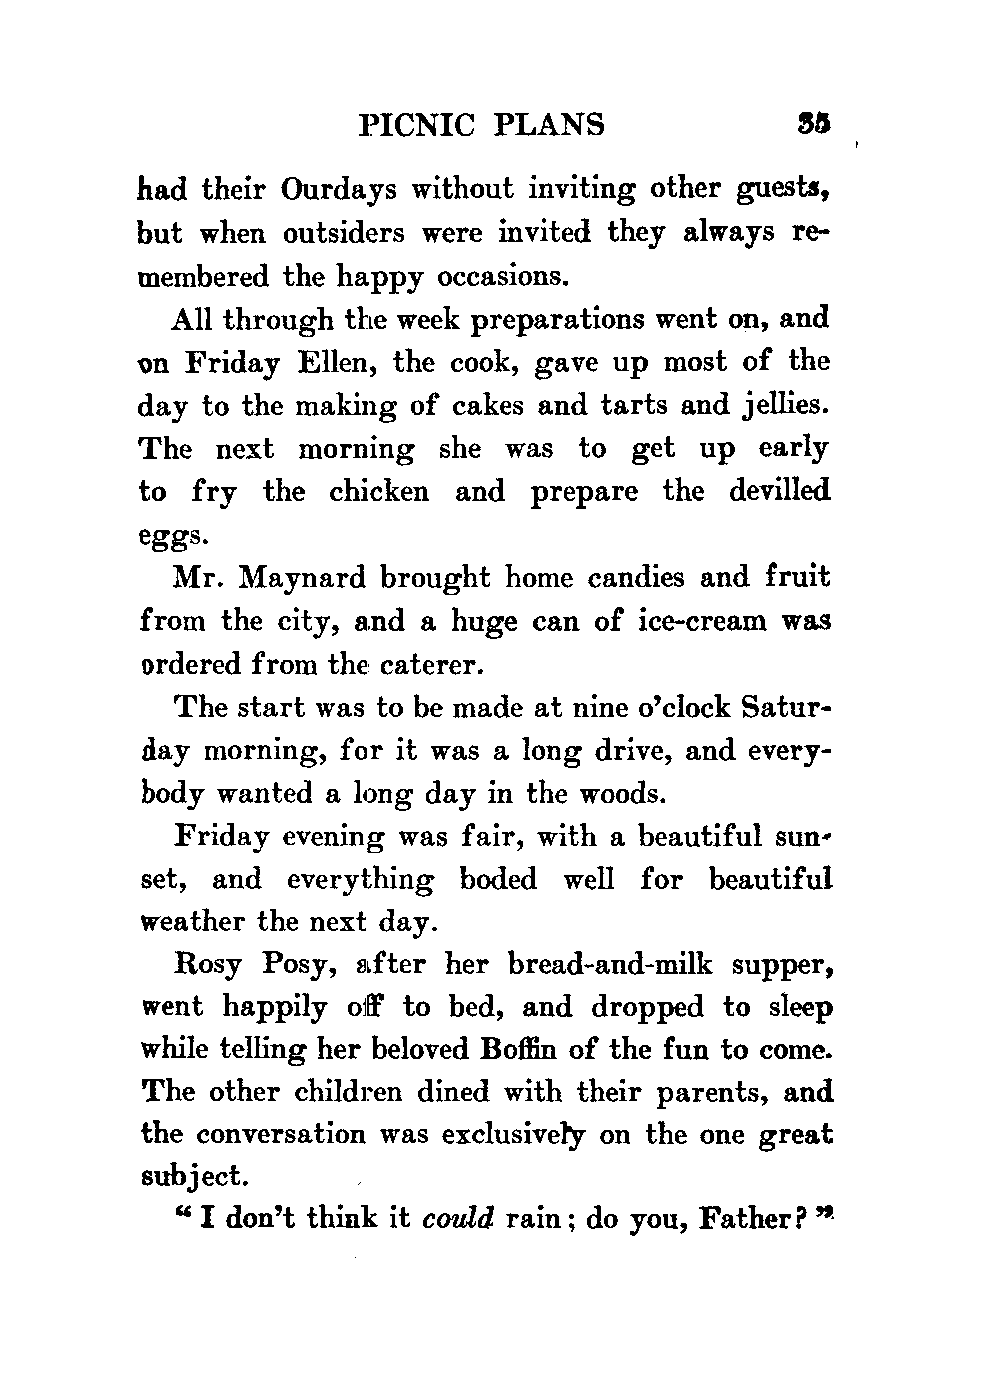 PICNIC PLANS 35
had their Ourdays without inviting other guests,
but when outsiders were invited they always re-
membered the happy occasions.
All through the week preparations went on, and
on Friday Ellen, the cook, gave up most of the
day to the making of cakes and tarts and jellies.
The next morning she was to get up early
to fry the chicken and prepare the devilled
eggs.
Mr. Maynard brought home candies and fruit
from the city, and a huge can of ice-cream was
ordered from the caterer.
The start was to be made at nine o'clock Satur-
day morning, for it was a long drive, and every-
body wanted a long day in the woods.
Friday evening was fair, with a beautiful sun-
set, and everything boded well for beautiful
weather the next day.
Rosy Posy, after her bread-and-milk supper,
went happily off to bed, and dropped to sleep
while telling her beloved Boffin of the fun to come.
The other children dined with their parents, and
the conversation was exclusively on the one great
subject.
“ I don't think it could rain; do you, Father? ”